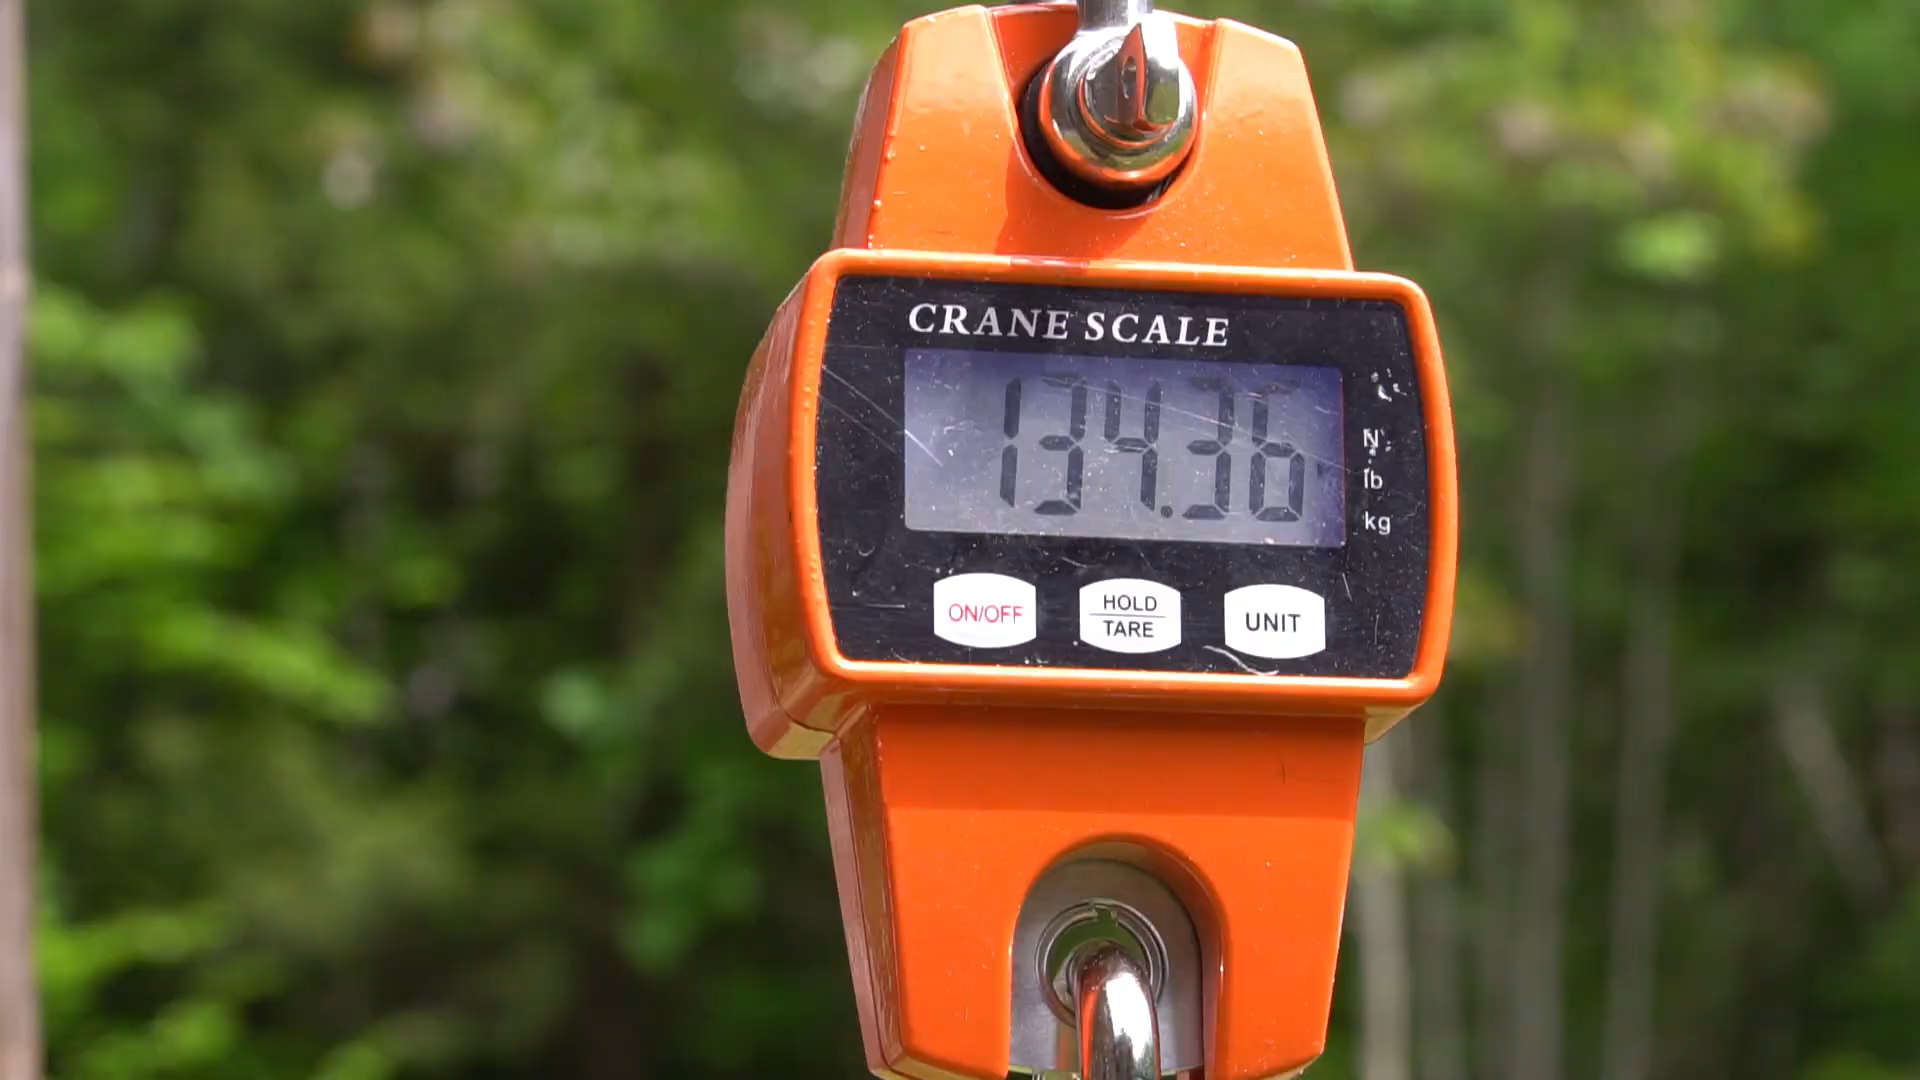 CRANE SCALE
134.36
N
lb
kg
ON/OFF
HOLD
TARE
UNIT